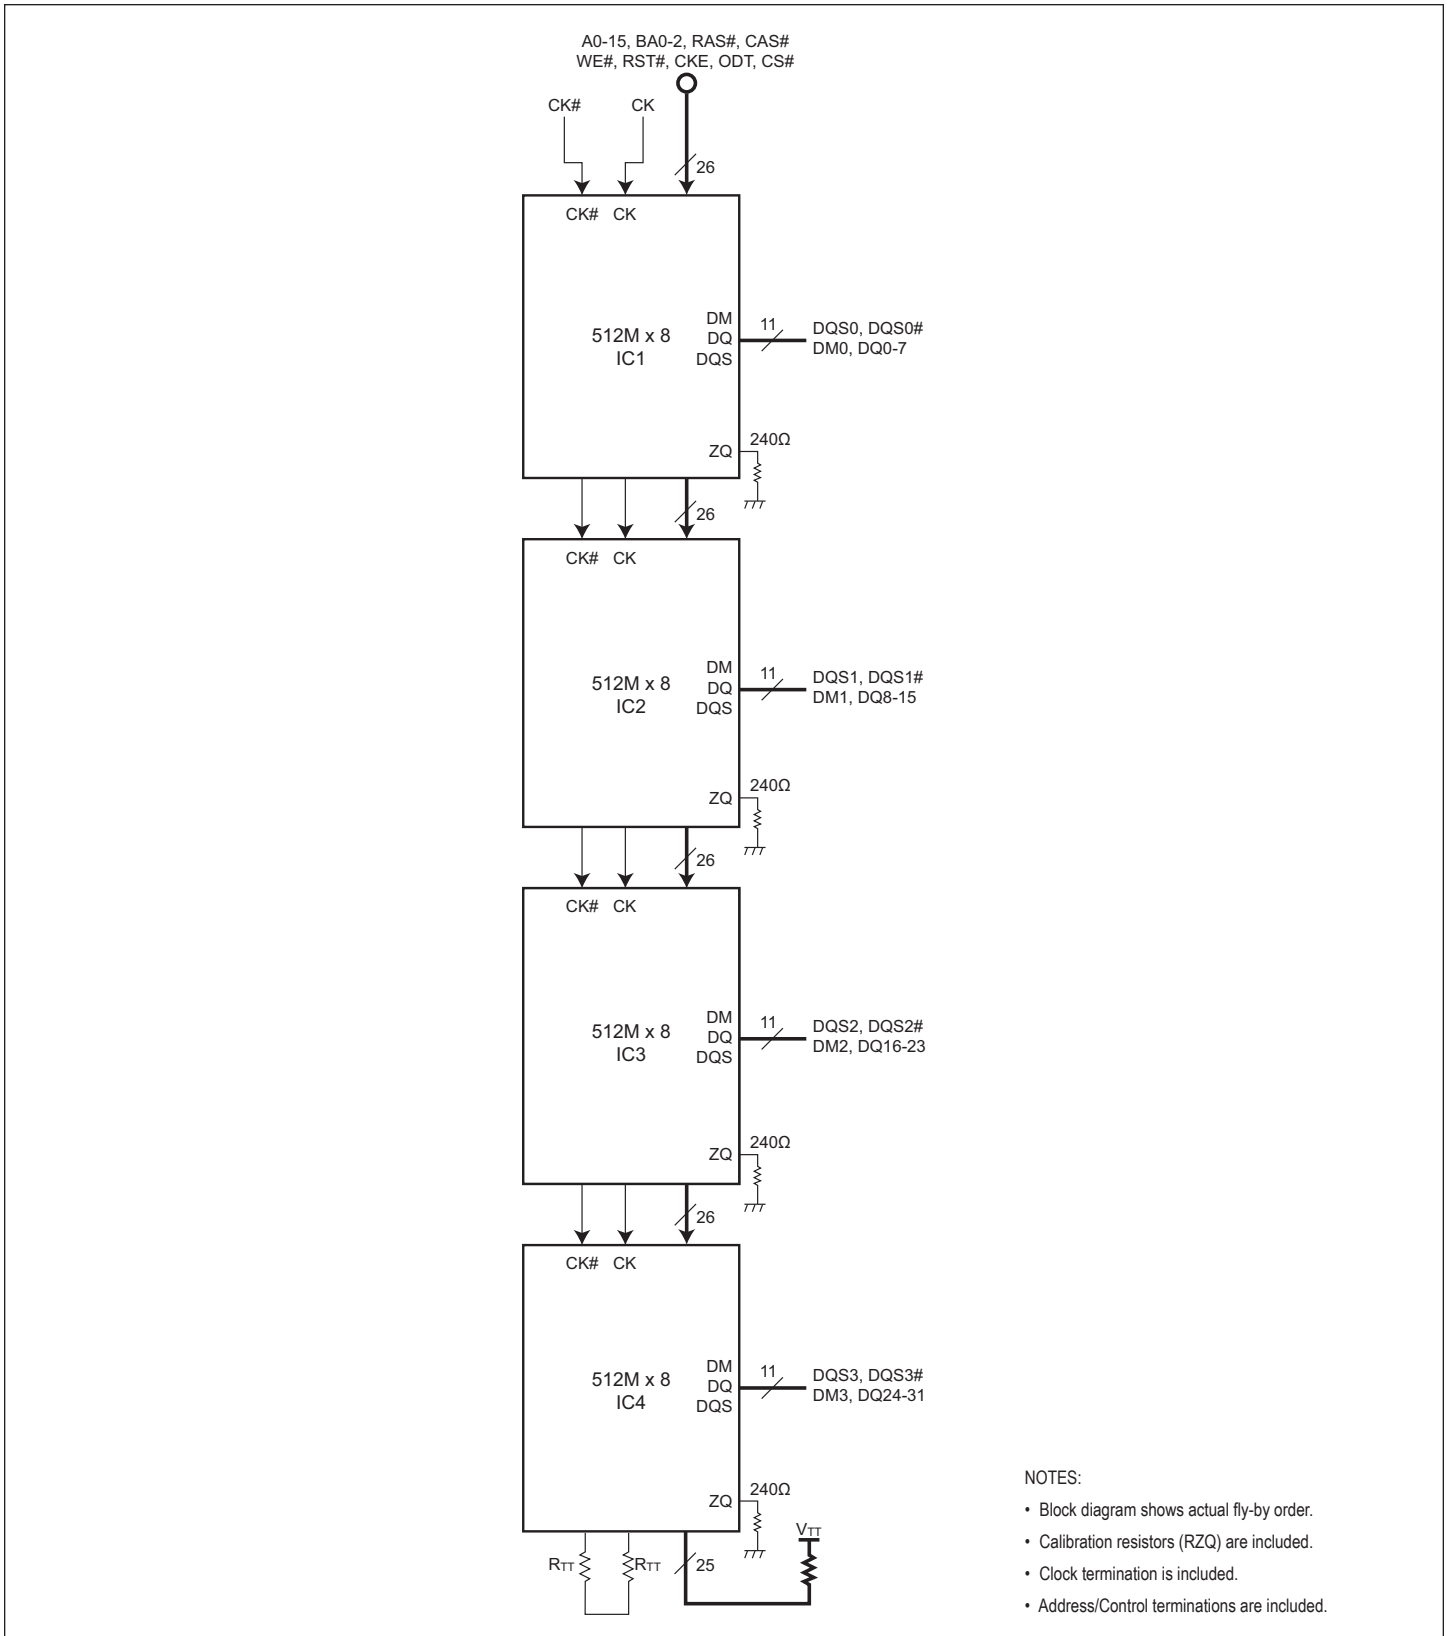 A0-15, BA0-2, RAS#, CAS#
WE#, RST#, CKE, ODT, CS#
CK# CK
26
CK# CK
DM
512M x 8
IC1
DQ
DQS
11
DQS0, DQS0#
DM0, DQ0-7
ZQ
240Ω
26
CK# CK
DM
512M x 8
IC2
DQ
DQS
11
DQS1, DQS1#
DM1, DQ8-15
ZQ
240Ω
26
CK# CK
DM
512M x 8
IC3
DQ
DQS
11
DQS2, DQS2#
DM2, DQ16-23
ZQ
240Ω
26
CK# CK
DM
512M x 8
IC4
DQ
DQS
11
DQS3, DQS3#
DM3, DQ24-31
ZQ
240Ω
VTT
RTT RTT
25
NOTES:
• Block diagram shows actual fly-by order.
• Calibration resistors (RZQ) are included.
• Clock termination is included.
• Address/Control terminations are included.